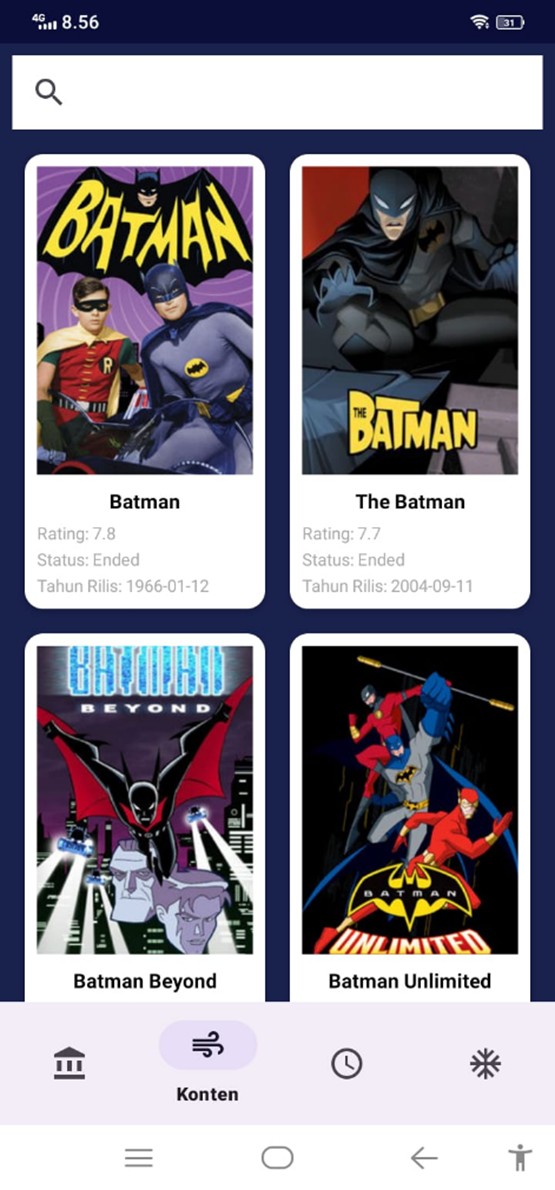 4G 8.56
31
BATMAN
THE
BATMAN
R
Batman
Rating: 7.8
Status: Ended
Tahun Rilis: 1966-01-12
The Batman
Rating: 7.7
Status: Ended
Tahun Rilis: 2004-09-11
BATMAN
BEYOND
BATMAN
UNLIMITED
Batman Beyond
Batman Unlimited
Konten